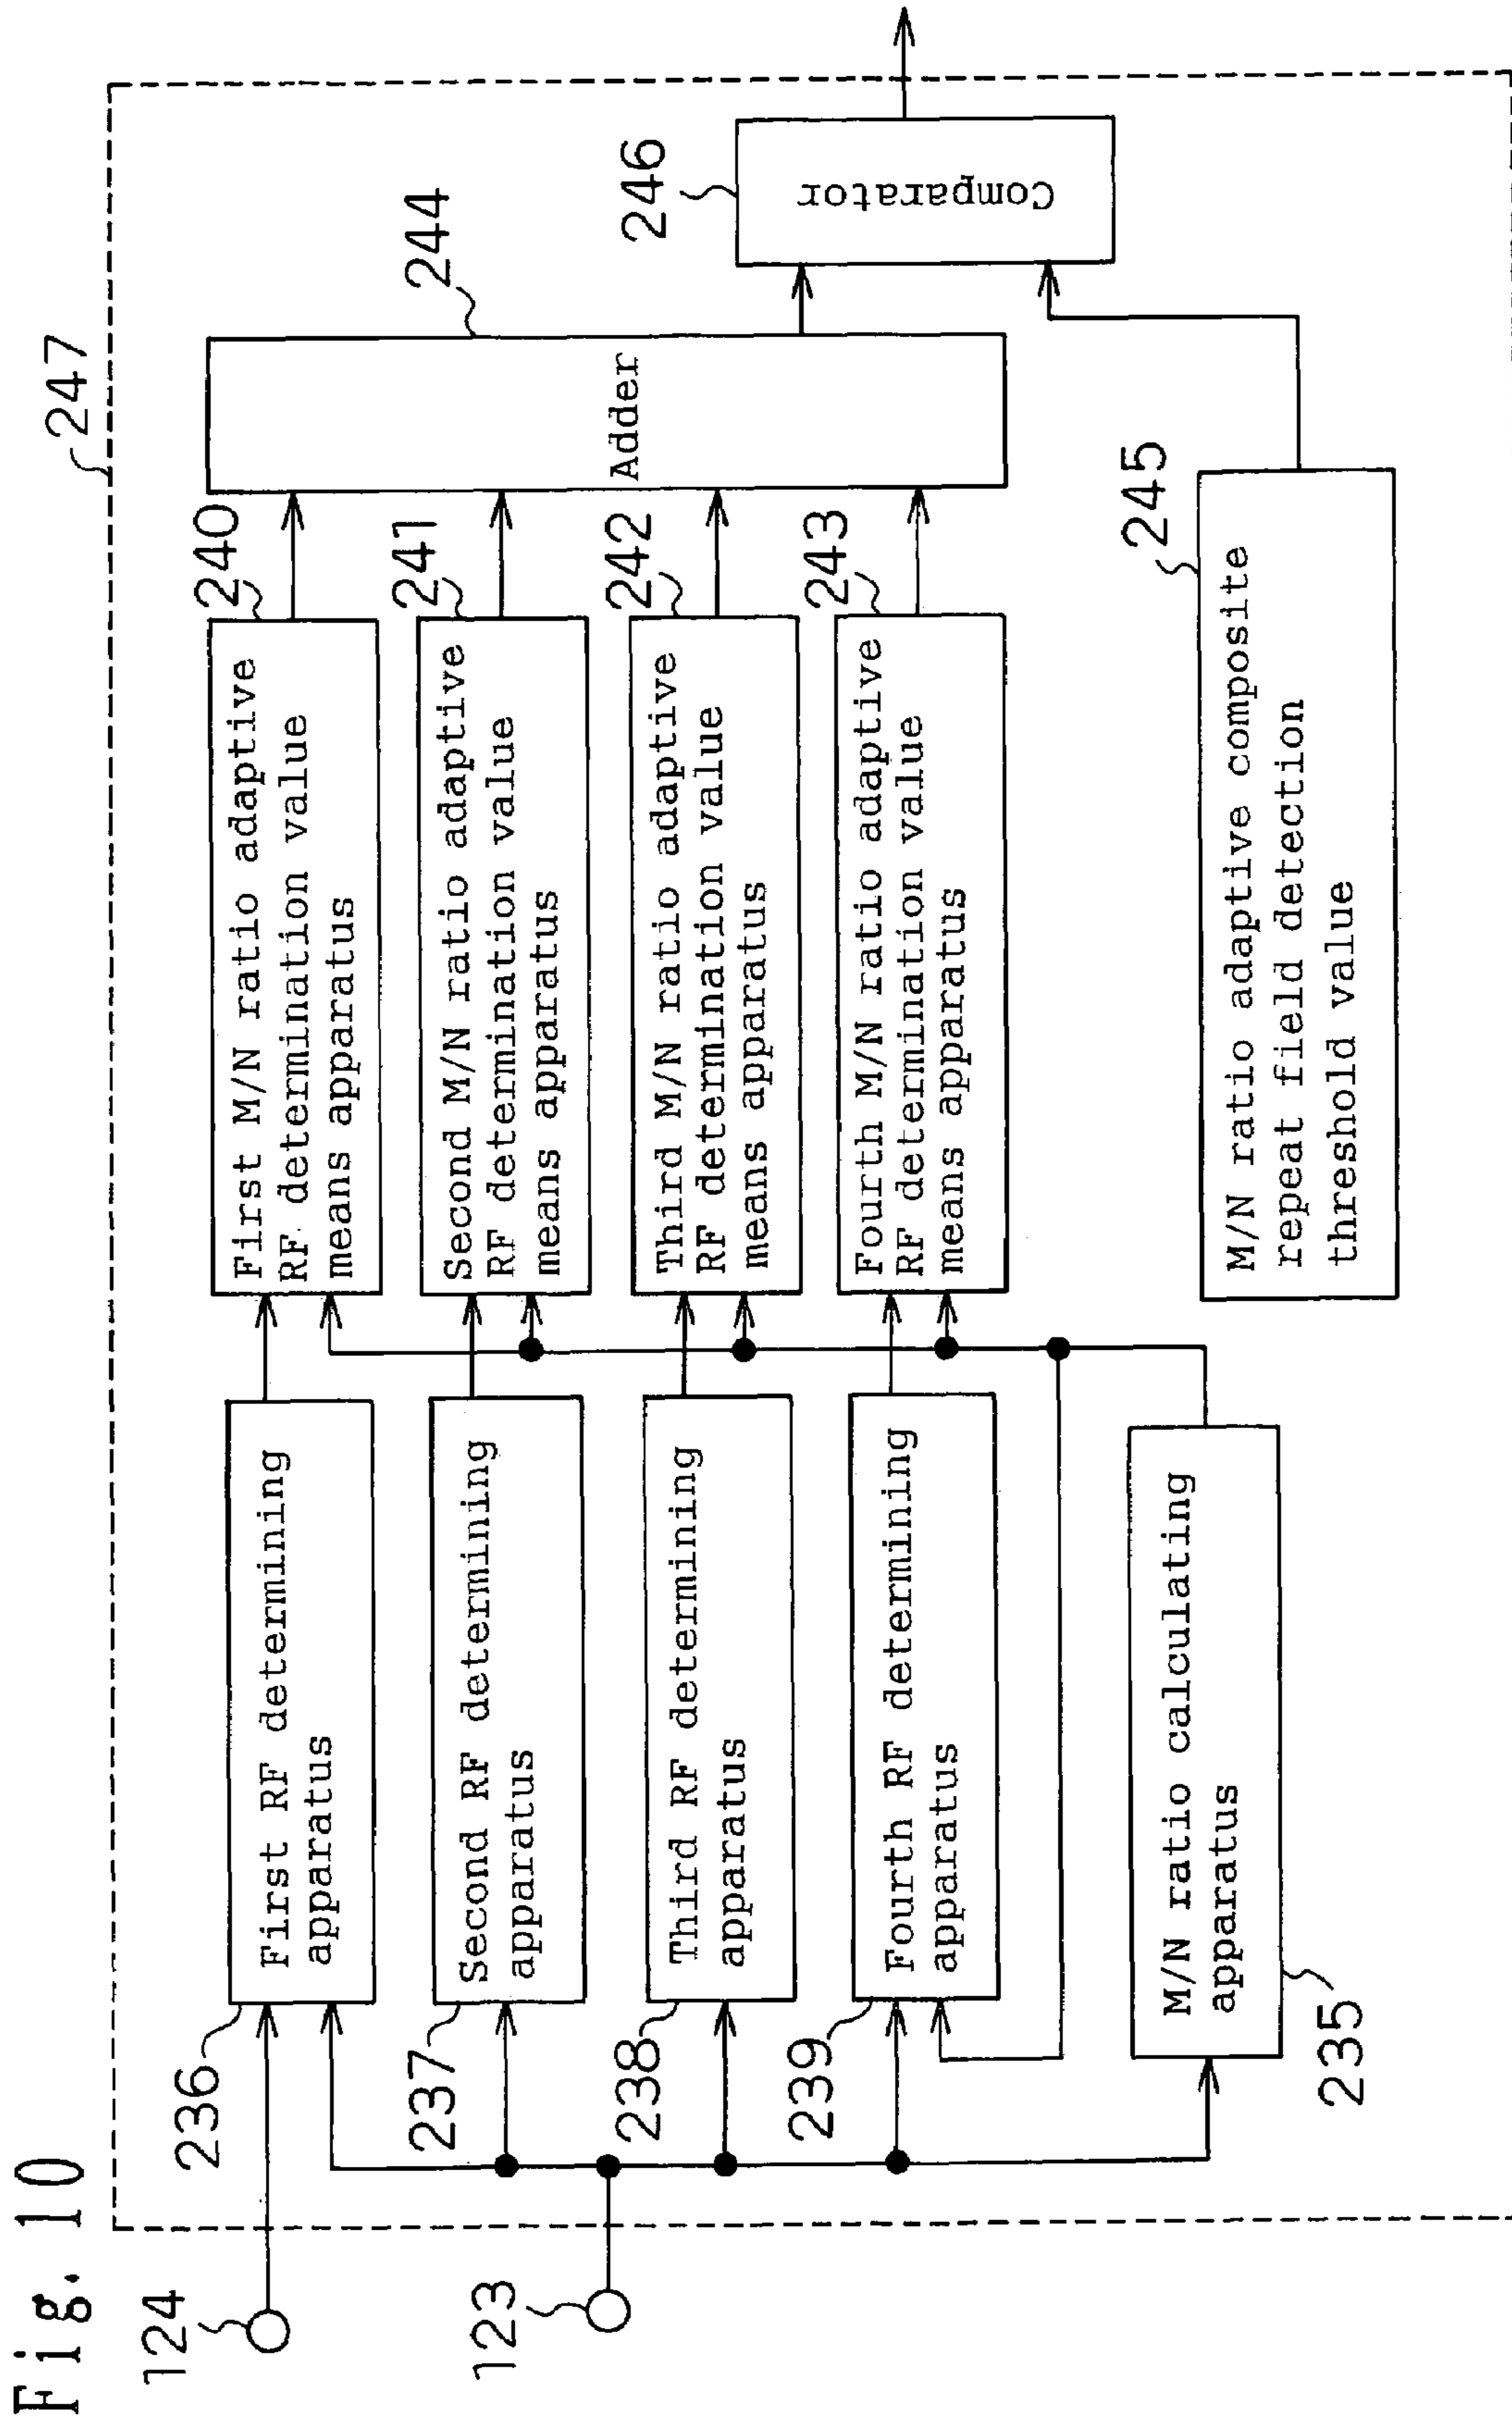 Fig. 10
247
124
123
236
First RF determining
apparatus
237
Second RF determining
apparatus
238
Third RF determining
apparatus
239
Fourth RF determining
apparatus
M/N ratio calculating
apparatus
235
240
First M/N ratio adaptive
RF determination value
means apparatus
241
Second M/N ratio adaptive
RF determination value
means apparatus
242
Third M/N ratio adaptive
RF determination value
means apparatus
243
Fourth M/N ratio adaptive
RF determination value
means apparatus
245
M/N ratio adaptive composite
repeat field detection
threshold value
244
Adder
246
Comparator